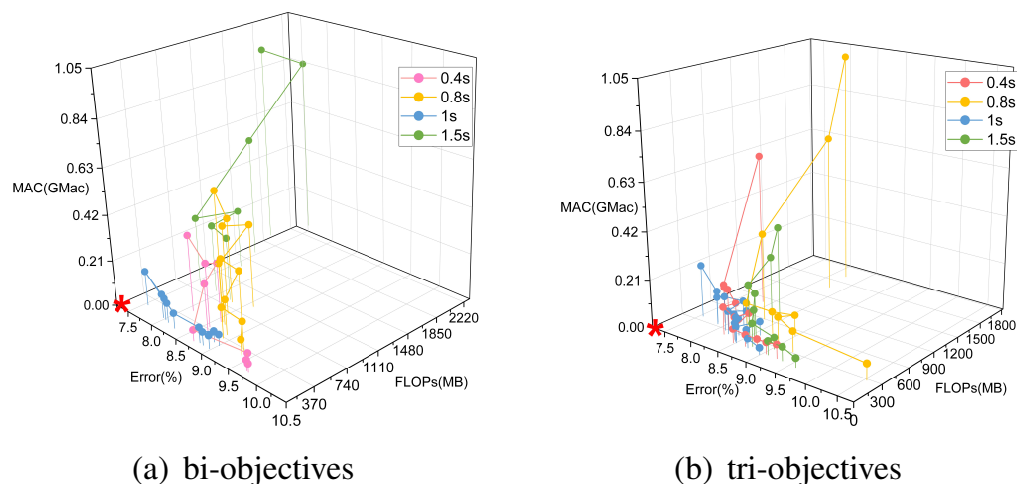 1.05
0.84
0.63
0.42
0.21
0.00
MAC(GMac)
7.5
8.0
8.5
9.0
9.5
10.0
10.5
Error(%)
370
740
1110
1480
1850
2220
FLOPs(MB)
0.4s
0.8s
1s
1.5s
(a) bi-objectives
1.05
0.84
0.63
0.42
0.21
0.00
MAC(GMac)
7.5
8.0
8.5
9.0
9.5
10.0
10.5
Error(%)
0
300
600
900
1200
1500
1800
FLOPs(MB)
0.4s
0.8s
1s
1.5s
(b) tri-objectives